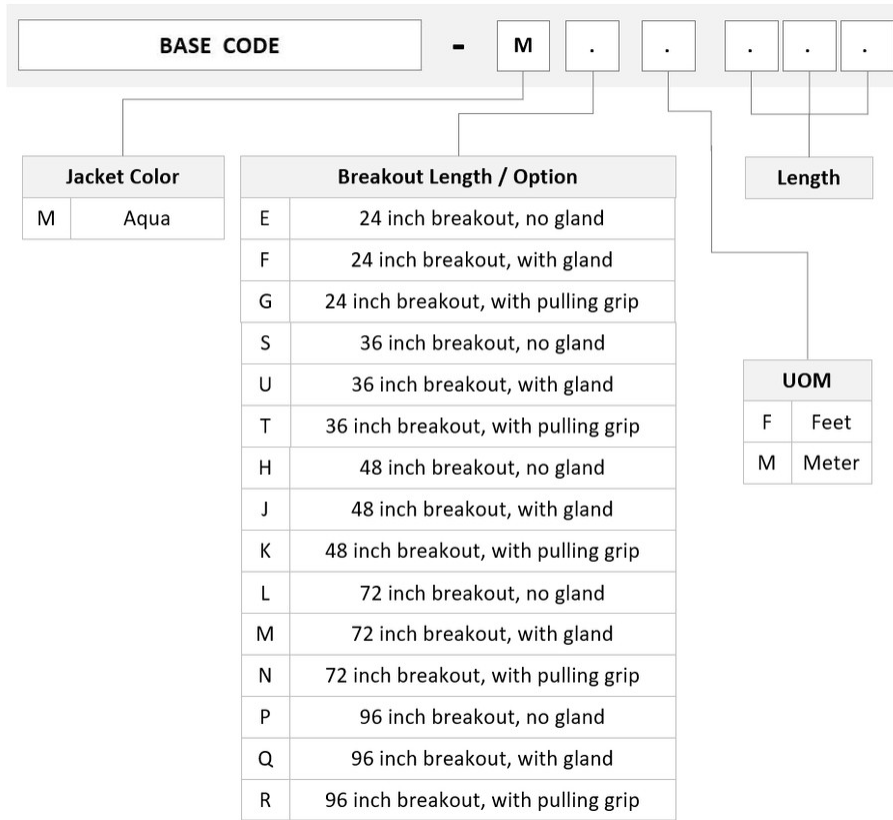 BASE CODE - M . . . . .
Jacket Color
M Aqua
Breakout Length / Option
E 24 inch breakout, no gland
F 24 inch breakout, with gland
G 24 inch breakout, with pulling grip
S 36 inch breakout, no gland
U 36 inch breakout, with gland
T 36 inch breakout, with pulling grip
H 48 inch breakout, no gland
J 48 inch breakout, with gland
K 48 inch breakout, with pulling grip
L 72 inch breakout, no gland
M 72 inch breakout, with gland
N 72 inch breakout, with pulling grip
P 96 inch breakout, no gland
Q 96 inch breakout, with gland
R 96 inch breakout, with pulling grip
Length
UOM
F Feet
M Meter